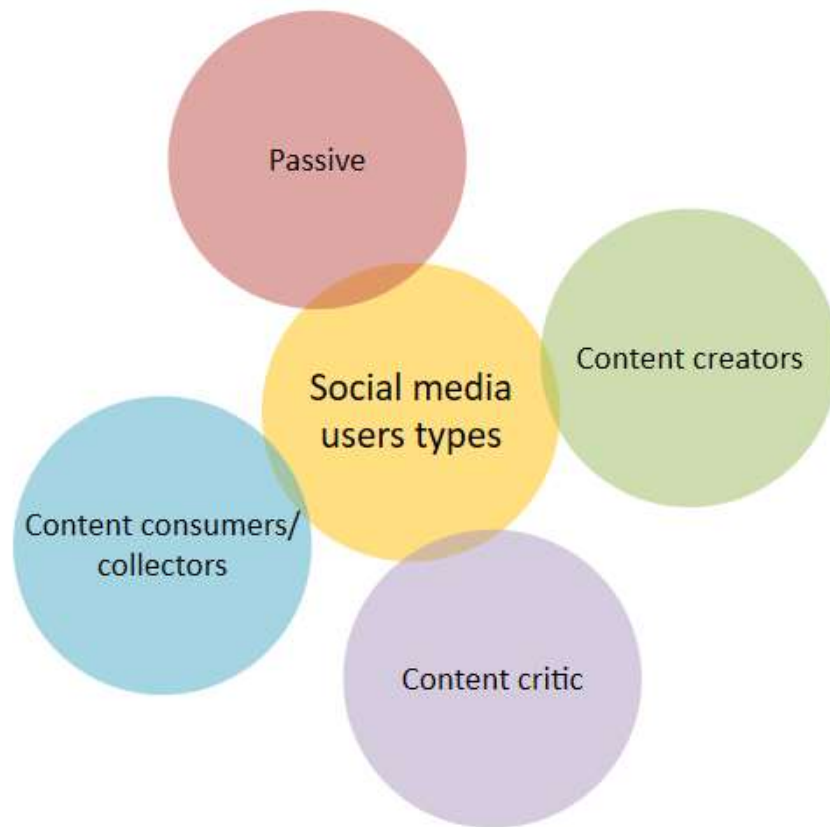 Passive
Content creators
Social media
users types
Content consumers/
collectors
Content critic